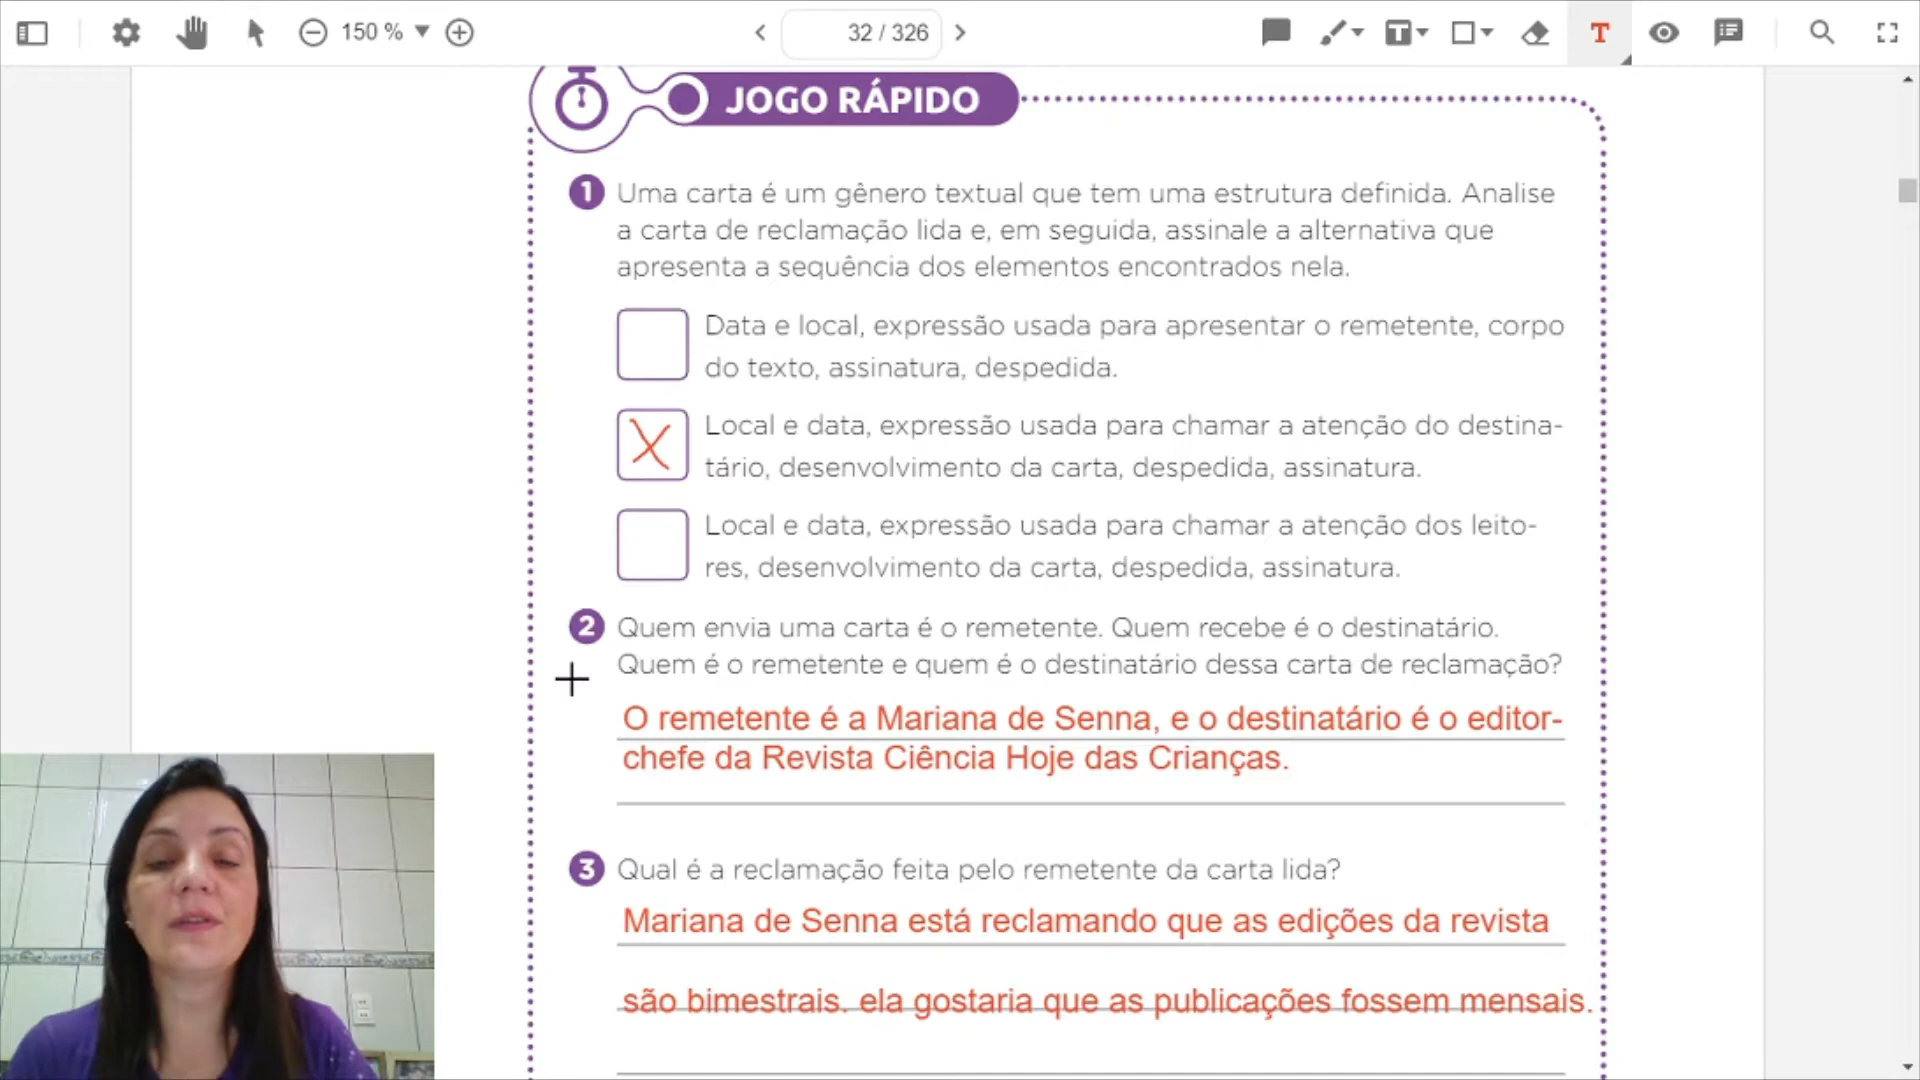 150 %
32 / 326
T
T
JOGO RÁPIDO
1 Uma carta é um gênero textual que tem uma estrutura definida. Analise
a carta de reclamação lida e, em seguida, assinale a alternativa que
apresenta a sequência dos elementos encontrados nela.
Data e local, expressão usada para apresentar o remetente, corpo
do texto, assinatura, despedida.
X Local e data, expressão usada para chamar a atenção do destina-
tário, desenvolvimento da carta, despedida, assinatura.
Local e data, expressão usada para chamar a atenção dos leito-
res, desenvolvimento da carta, despedida, assinatura.
2 Quem envia uma carta é o remetente. Quem recebe é o destinatário.
Quem é o remetente e quem é o destinatário dessa carta de reclamação?
O remetente é a Mariana de Senna, e o destinatário é o editor-
chefe da Revista Ciência Hoje das Crianças.
3 Qual é a reclamação feita pelo remetente da carta lida?
Mariana de Senna está reclamando que as edições da revista
são bimestrais. ela gostaria que as publicações fossem mensais.